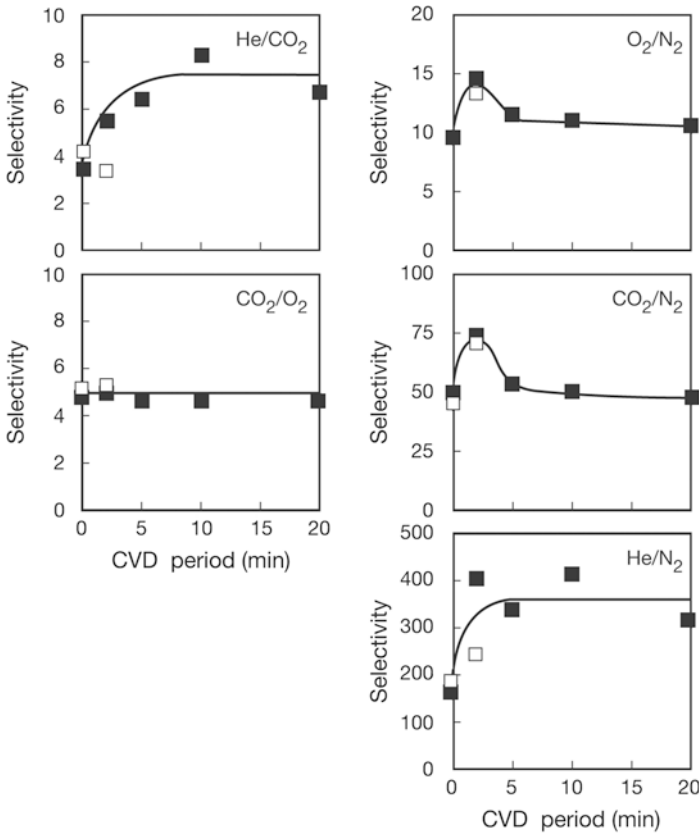 He/CO₂
10
8
6
4
2
0
Selectivity
O₂/N₂
20
15
10
5
0
Selectivity
CO₂/O₂
10
8
6
4
2
0
Selectivity
0 5 10 15 20
CVD period (min)
CO₂/N₂
100
75
50
25
0
Selectivity
He/N₂
500
400
300
200
100
0
Selectivity
0 5 10 15 20
CVD period (min)